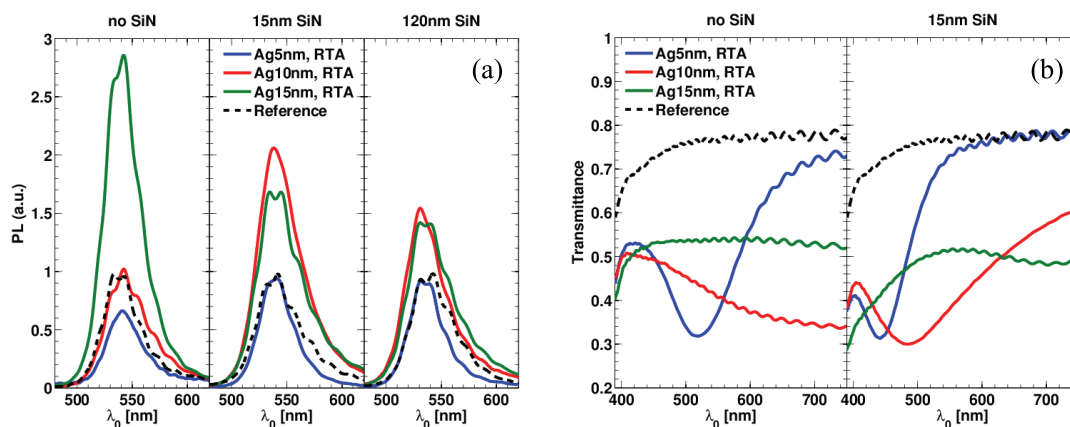 no SiN 15nm SiN 120nm SiN
3
2.5
2
1.5
1
0.5
0
PL (a.u.)
Ag5nm, RTA
Ag10nm, RTA
Ag15nm, RTA
Reference
(a)
500 550 600 500 550 600 500 550 600
λ0 [nm] λ0 [nm] λ0 [nm]
no SiN 15nm SiN
1
0.9
0.8
0.7
0.6
0.5
0.4
0.3
0.2
Transmittance
Ag5nm, RTA
Ag10nm, RTA
Ag15nm, RTA
Reference
(b)
400 500 600 700 400 500 600 700
λ0 [nm] λ0 [nm]